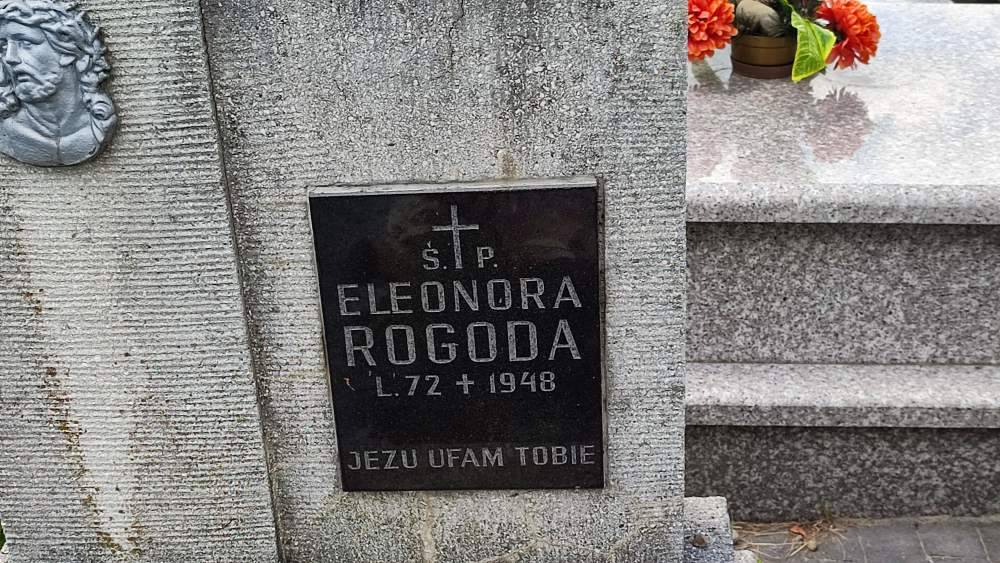 Ś. P.
ELEONORA
ROGODA
L. 72 + 1948
JEZU UFAM TOBIE